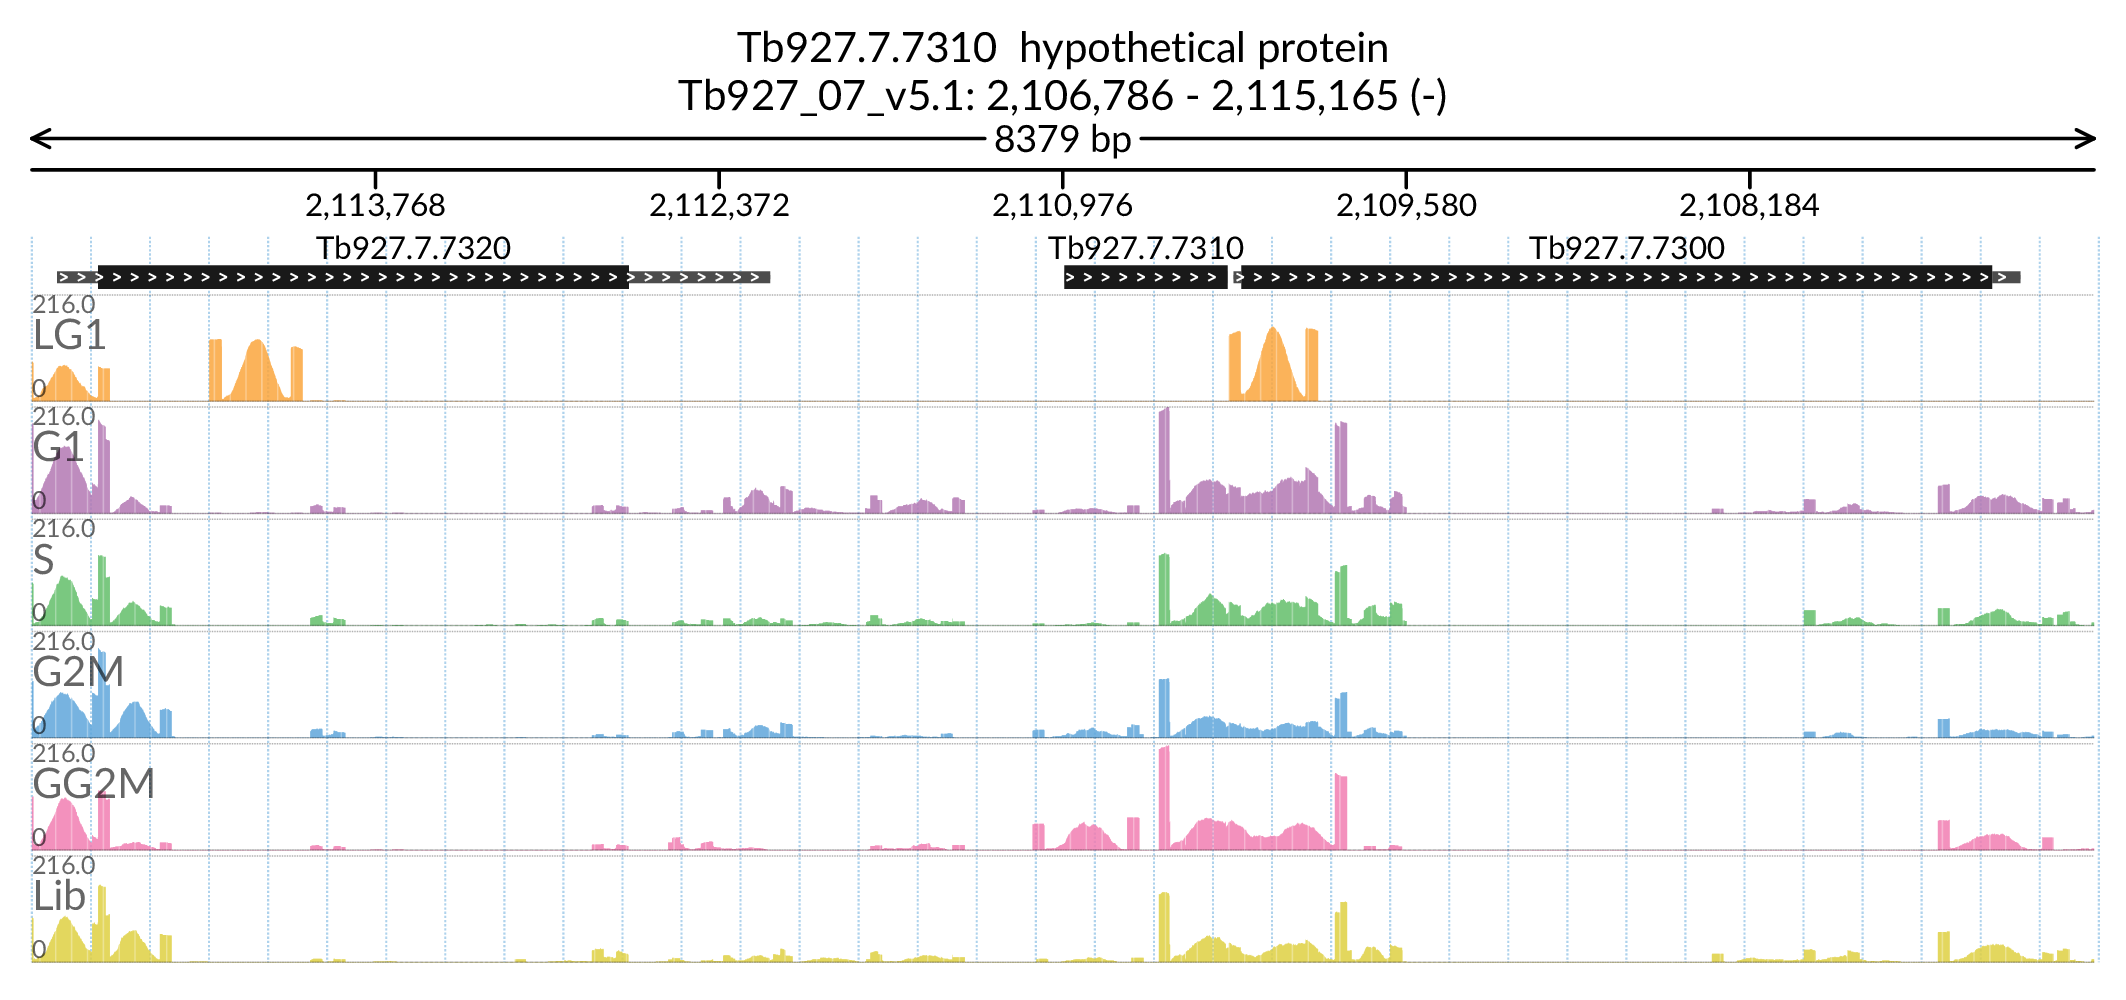 Tb927.7.7310  hypothetical protein
Tb927_07_v5.1: 2,106,786 - 2,115,165 (-)
8379 bp
2,113,768 2,112,372 2,110,976 2,109,580 2,108,184
Tb927.7.7320 Tb927.7.7310 Tb927.7.7300
216.0
LG1
0
216.0
G1
0
216.0
S
0
216.0
G2M
0
216.0
GG2M
0
216.0
Lib
0